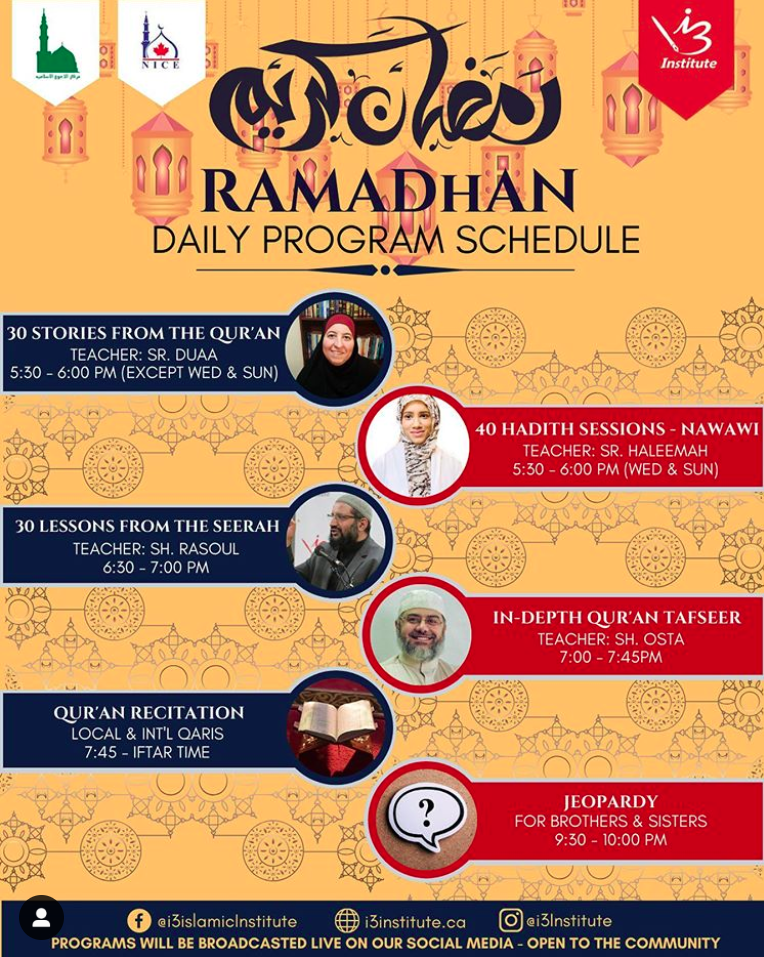 مركز الاخوة الاسلاميه
NICE
i3
Institute
رمضان كريم
RAMADHAN
DAILY PROGRAM SCHEDULE
30 STORIES FROM THE QUR'AN
TEACHER: SR. DUAA
5:30 - 6:00 PM (EXCEPT WED & SUN)
40 HADITH SESSIONS - NAWAWI
TEACHER: SR. HALEEMAH
5:30 - 6:00 PM (WED & SUN)
30 LESSONS FROM THE SEERAH
TEACHER: SH. RASOUL
6:30 - 7:00 PM
IN-DEPTH QUR'AN TAFSEER
TEACHER: SH. OSTA
7:00 - 7:45PM
QUR'AN RECITATION
LOCAL & INT'L QARIS
7:45 - IFTAR TIME
?
JEOPARDY
FOR BROTHERS & SISTERS
9:30 - 10:00 PM
@i3islamicInstitute i3institute.ca @i3Institute
PROGRAMS WILL BE BROADCASTED LIVE ON OUR SOCIAL MEDIA - OPEN TO THE COMMUNITY